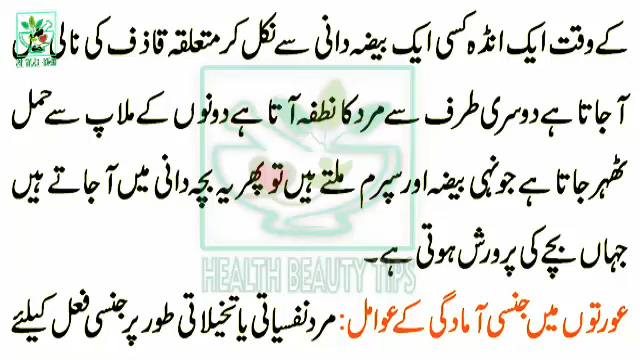 کے وقت ایک انڈہ کسی ایک بیضہ دانی سے نکل کر متعلقہ قاذف کی نالی میں
آ جاتا ہے دوسری طرف سے مرد کا نطفہ آتا ہے دونوں کے ملاپ سے حمل
ٹھہر جاتا ہے جونہی بیضہ اور سپرم ملتے ہیں تو پھر یہ بچہ دانی میں آ جاتے ہیں
جہاں بچے کی پرورش ہوتی ہے۔
HEALTH BEAUTY TIPS
عورتوں میں جنسی آمادگی کے عوامل: مرد نفسیاتی یا تخیلاتی طور پر جنسی فعل کیلئے